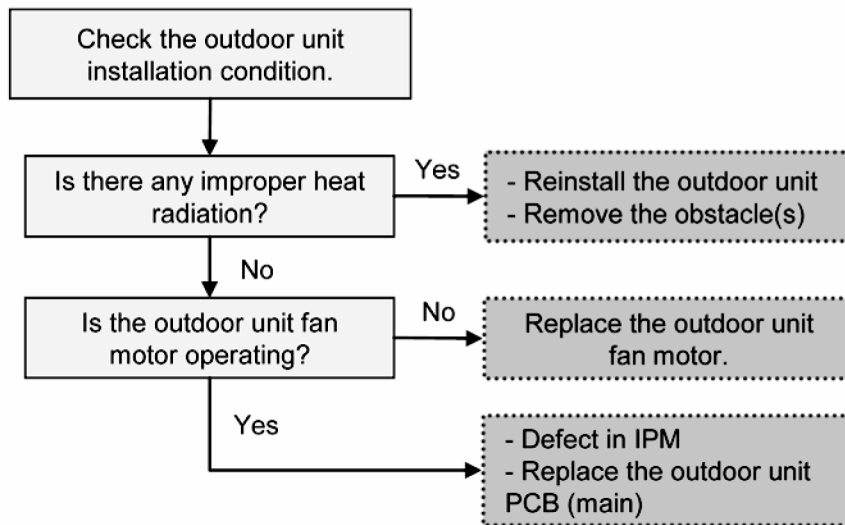 Check the outdoor unit
installation condition.
Is there any improper heat
radiation?
Yes
- Reinstall the outdoor unit
- Remove the obstacle(s)
No
Is the outdoor unit fan
motor operating?
No
Replace the outdoor unit
fan motor.
Yes
- Defect in IPM
- Replace the outdoor unit
PCB (main)